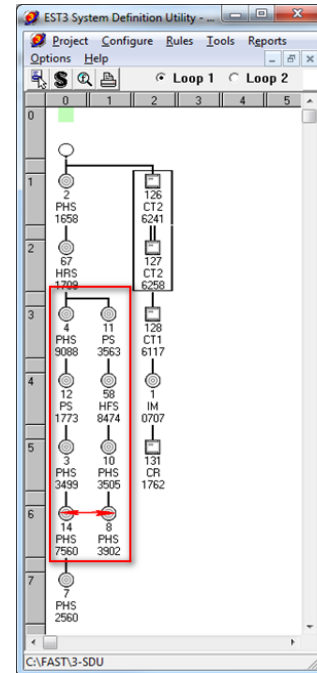 EST3 System Definition Utility - ...
Project Configure Rules Tools Reports
Options Help
Loop 1 Loop 2
0 1 2 3 4 5
0
1
2 126
PHS CT2
1658 6241
2
67 127
HRS CT2
1709 6258
3
4 11 128
PHS PS CT1
9088 3563 6117
4
12 58 1
PS HFS IM
1773 8474 0707
5
3 10 131
PHS PHS CR
3499 3505 1762
6
14 8
PHS PHS
7560 3902
7
7
PHS
2560
C:\FAST\3-SDU